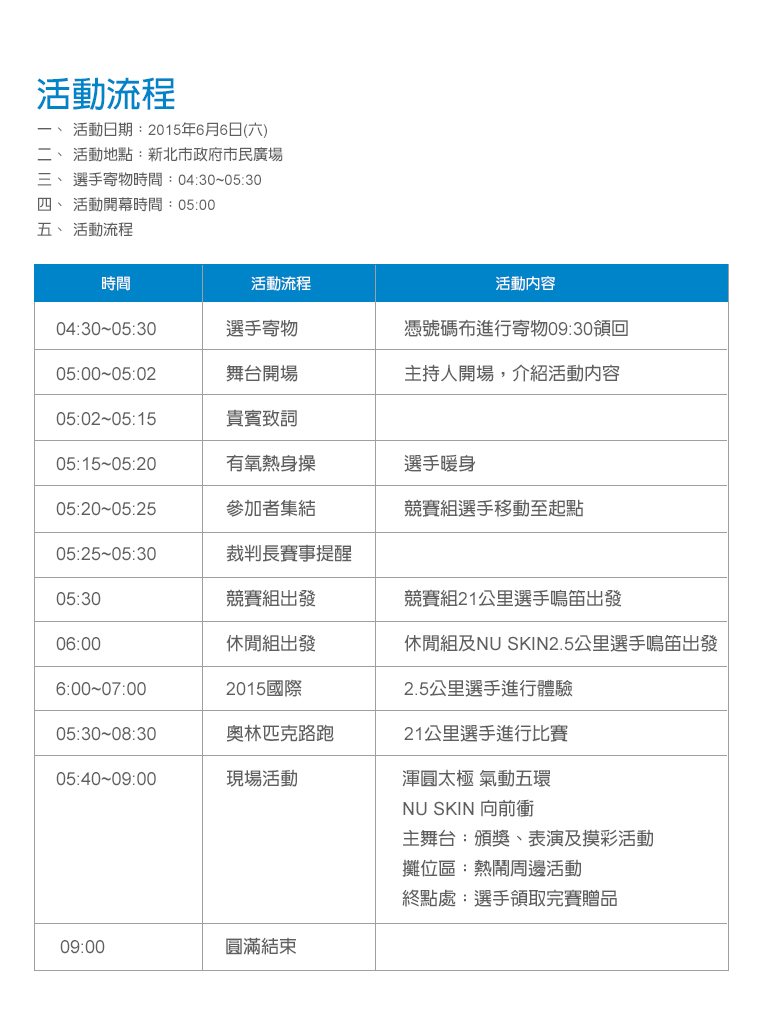 活動流程
一、 活動日期：2015年6月6日(六)
二、 活動地點：新北市政府市民廣場
三、 選手寄物時間：04:30~05:30
四、 活動開幕時間：05:00
五、 活動流程
時間 活動流程 活動內容
04:30~05:30 選手寄物 憑號碼布進行寄物09:30領回
05:00~05:02 舞台開場 主持人開場，介紹活動內容
05:02~05:15 貴賓致詞
05:15~05:20 有氧熱身操 選手暖身
05:20~05:25 參加者集結 競賽組選手移動至起點
05:25~05:30 裁判長賽事提醒
05:30 競賽組出發 競賽組21公里選手鳴笛出發
06:00 休閒組出發 休閒組及NU SKIN2.5公里選手鳴笛出發
6:00~07:00 2015國際 2.5公里選手進行體驗
05:30~08:30 奧林匹克路跑 21公里選手進行比賽
05:40~09:00 現場活動 渾圓太極 氣動五環
NU SKIN 向前衝
主舞台：頒獎、表演及摸彩活動
攤位區：熱鬧周邊活動
終點處：選手領取完賽贈品
09:00 圓滿結束